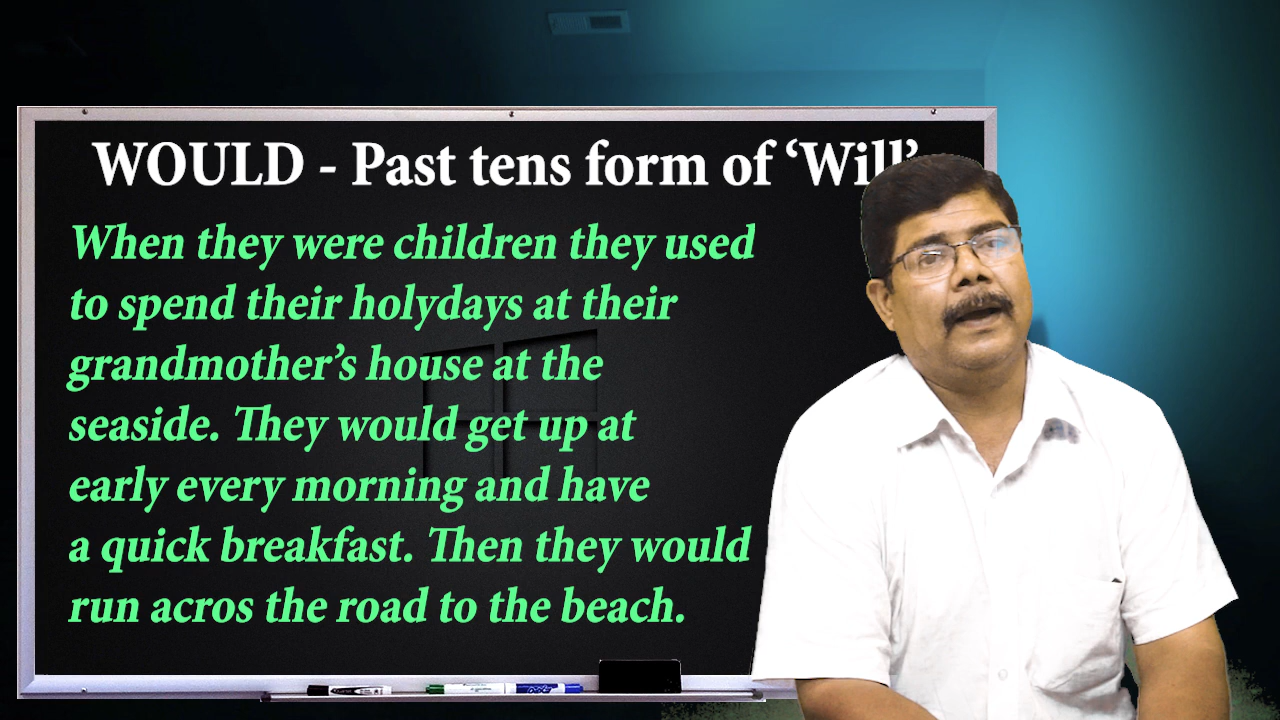 WOULD - Past tens form of ‘Will’
When they were children they used
to spend their holydays at their
grandmother’s house at the
seaside. They would get up at
early every morning and have
a quick breakfast. Then they would
run acros the road to the beach.